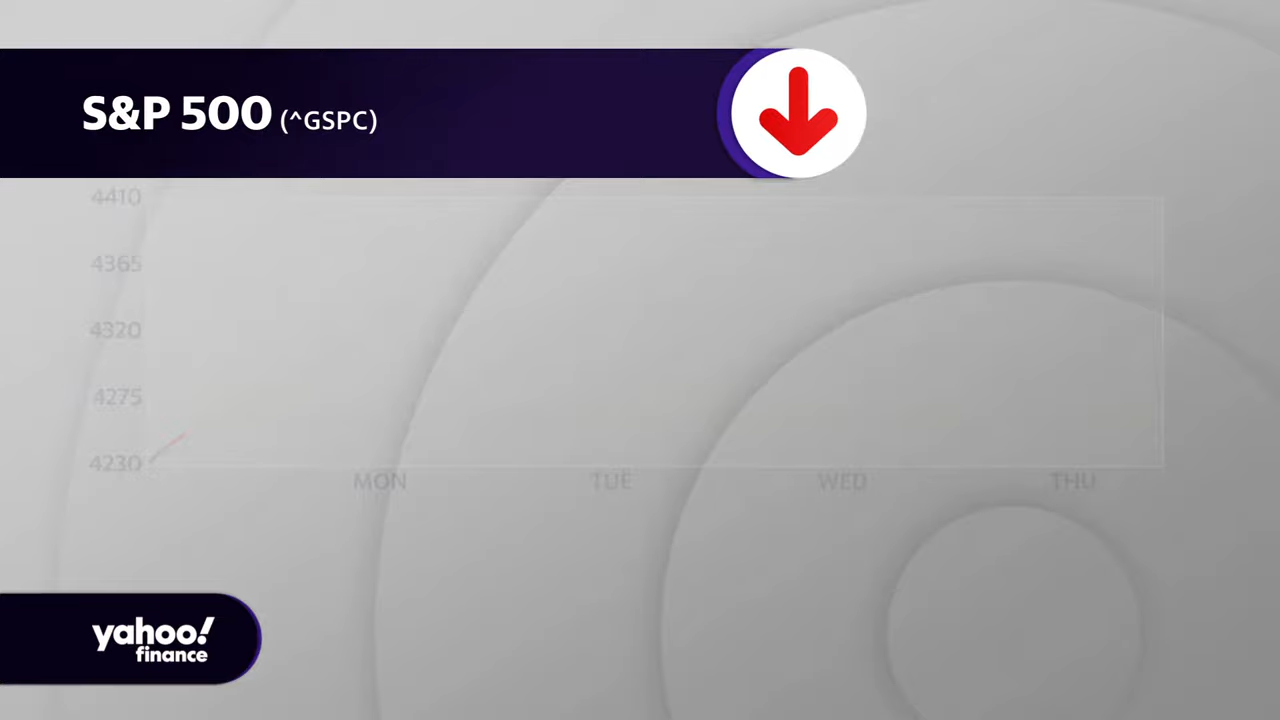 S&P 500 (^GSPC)
4410
4365
4320
4275
4230
MON TUE WED THU
yahoo!
finance